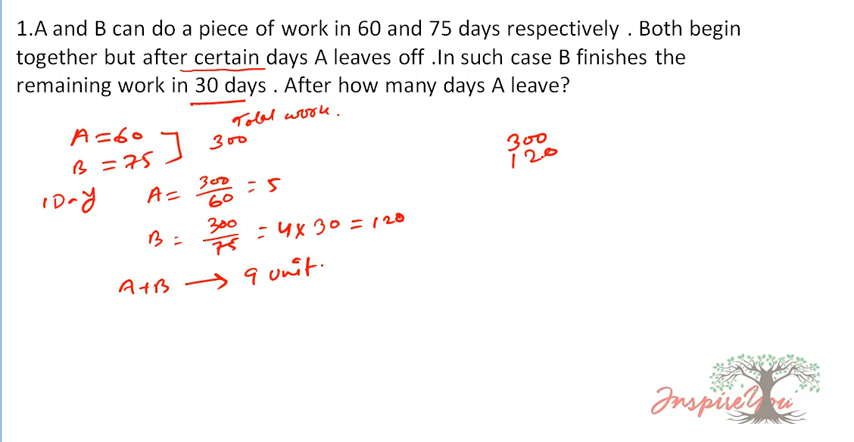 1.A and B can do a piece of work in 60 and 75 days respectively . Both begin
together but after certain days A leaves off .In such case B finishes the
remaining work in 30 days . After how many days A leave?
Total work.
A=60
300
B=75
300
120
1 Day A= 300/60 = 5
B = 300/75 = 4 x 30 = 120
A+B → 9 unit.
InspireYou